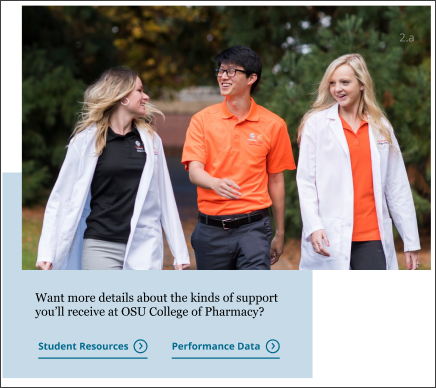 2.a
Want more details about the kinds of support
you'll receive at OSU College of Pharmacy?
Student Resources
Performance Data